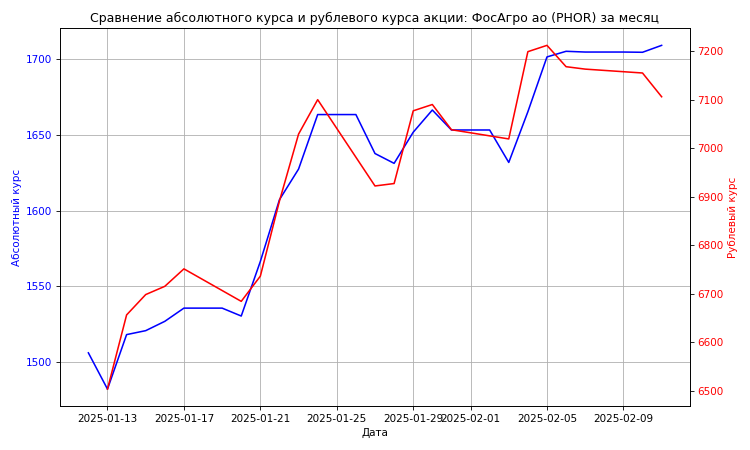 Сравнение абсолютного курса и рублевого курса акции: ФосАгро ао (PHOR) за месяц
Абсолютный курс
1700
1650
1600
1550
1500
7200
7100
7000
6900
6800
6700
6600
6500
Рублевый курс
2025-01-13 2025-01-17 2025-01-21 2025-01-25 2025-01-29 2025-02-01 2025-02-05 2025-02-09
Дата